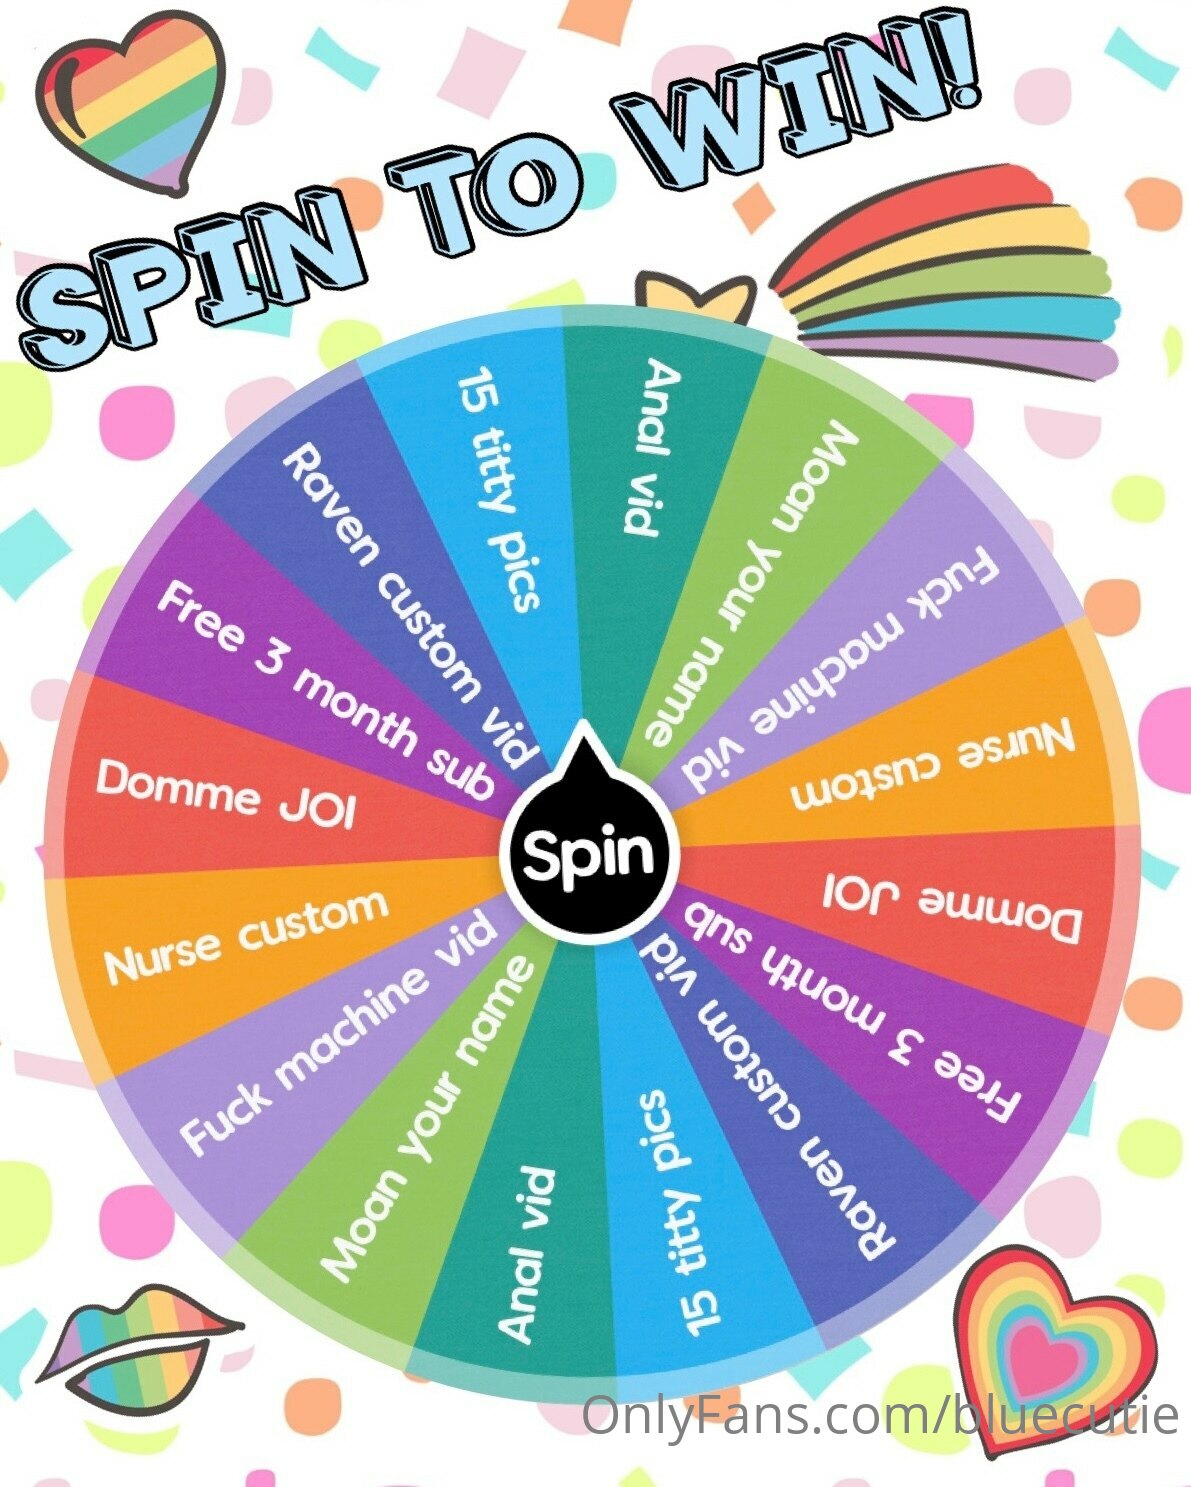 SPIN TO WIN!
Anal vid
Moan your name
Fuck machine vid
Nurse custom
Domme JOI
Free 3 month sub
Raven custom vid
15 titty pics
Anal vid
Moan your name
Fuck machine vid
Nurse custom
Domme JOI
Free 3 month sub
Raven custom vid
15 titty pics
Spin
OnlyFans.com/bluecutie